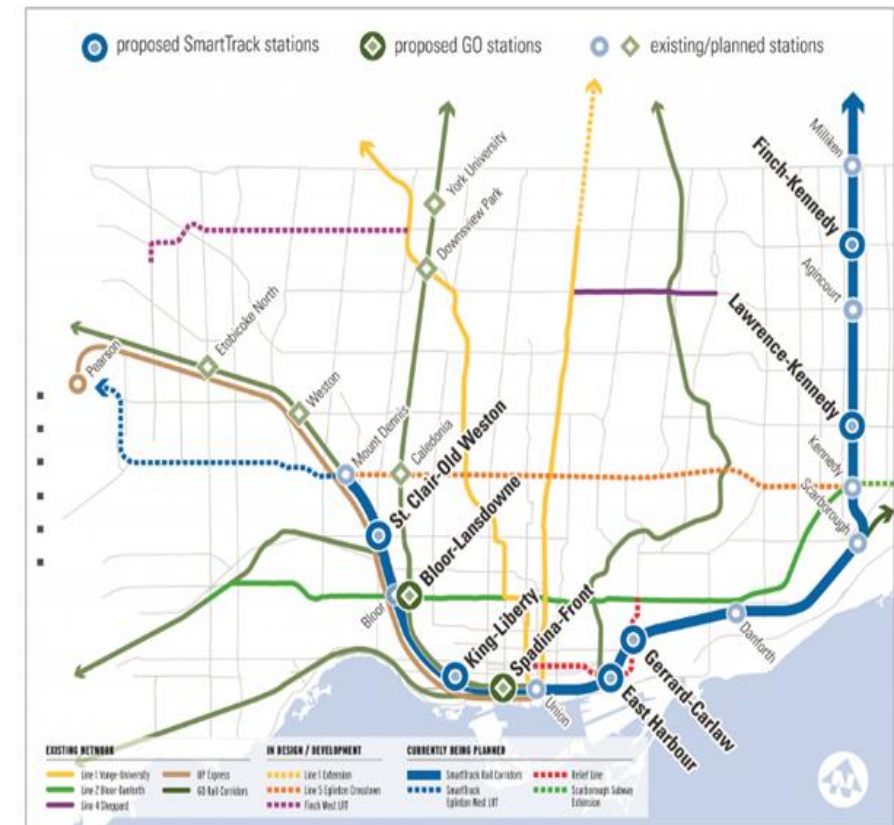 proposed SmartTrack stations
proposed GO stations
existing/planned stations
Milliken
Finch-Kennedy
York University
Downsview Park
Agincourt
Etobicoke North
Lawrence-Kennedy
Pearson
Weston
Mount Dennis
Caledonia
St. Clair-Old Weston
Kennedy
Scarborough
Bloor-Lansdowne
Bloor
King-Liberty
Spadina-Front
Danforth
Gerrard-Carlaw
East Harbour
Union
EXISTING NETWORK
Line 1 Yonge-University
Line 2 Bloor-Danforth
Line 4 Sheppard
UP Express
GO Rail Corridors
IN DESIGN / DEVELOPMENT
Line 1 Extension
Line 5 Eglinton Crosstown
Finch West LRT
CURRENTLY BEING PLANNED
SmartTrack Rail Corridors
SmartTrack
Eglinton West LRT
Relief Line
Scarborough Subway
Extension